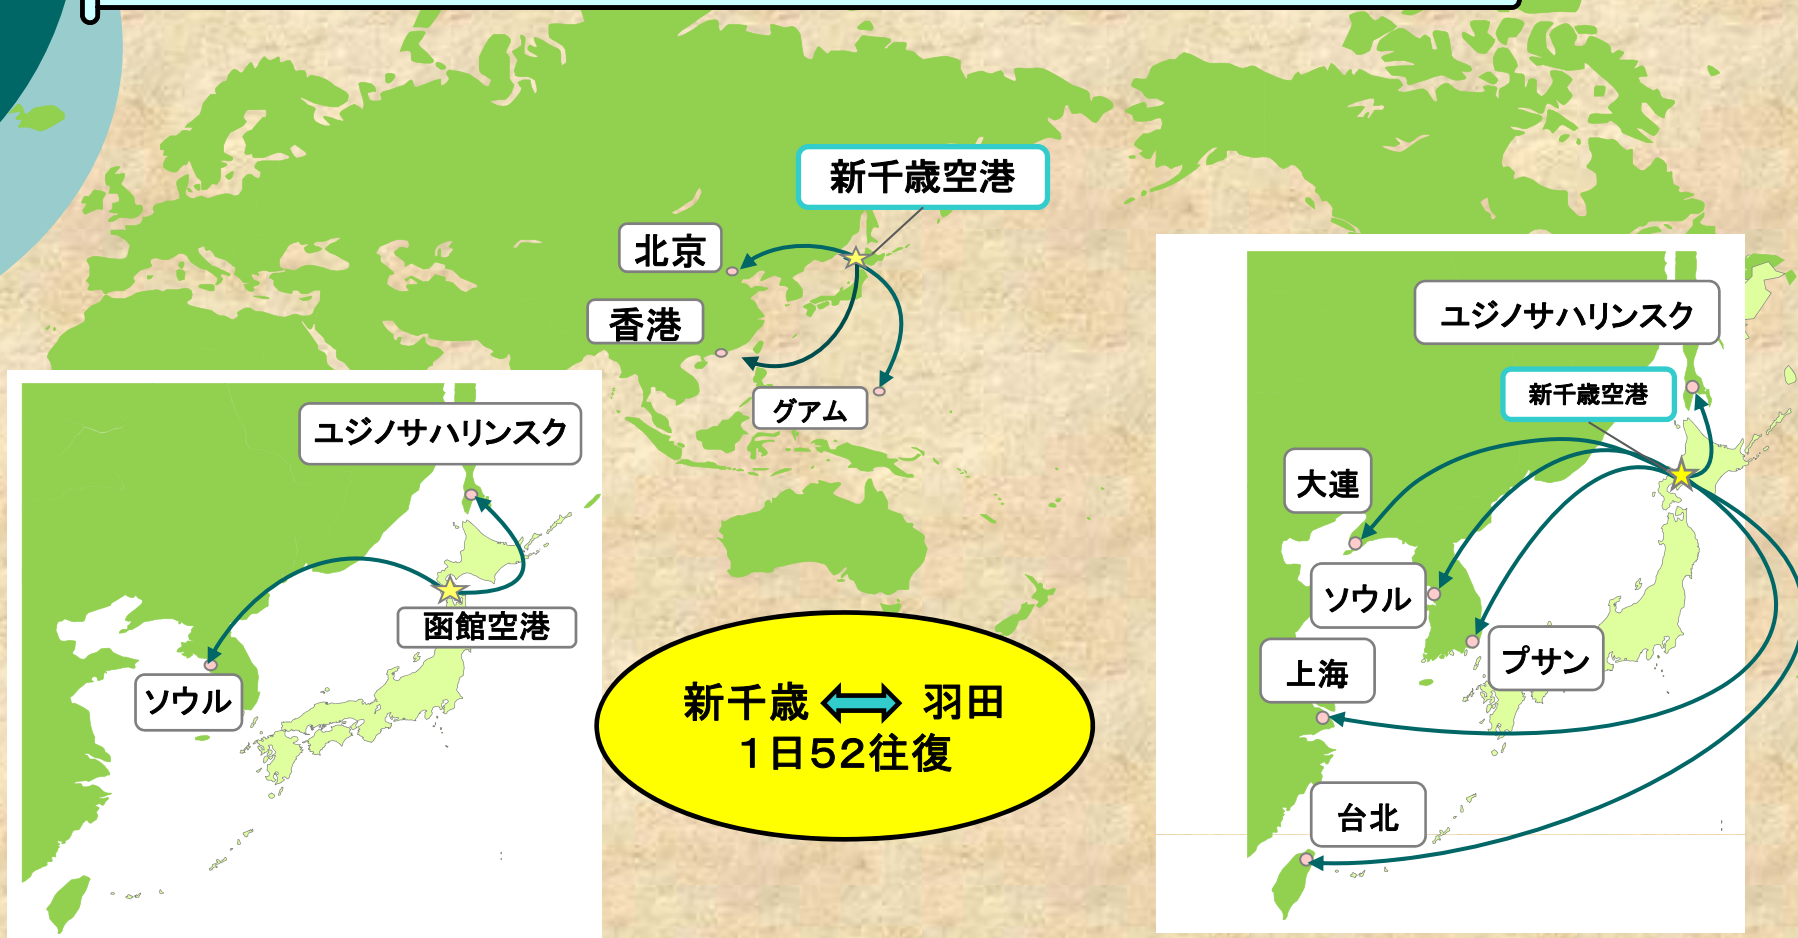 新千歳空港
北京
香港
グアム
ユジノサハリンスク
函館空港
ソウル
新千歳 羽田
1日52往復
ユジノサハリンスク
新千歳空港
大連
ソウル
プサン
上海
台北